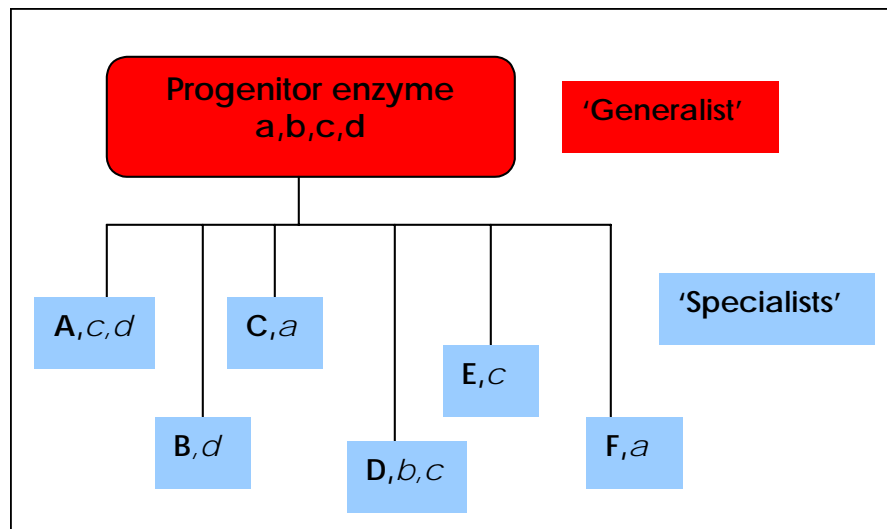 Progenitor enzyme
a,b,c,d
‘Generalist’
A,c,d
C,a
‘Specialists’
E,c
B,d
D,b,c
F,a